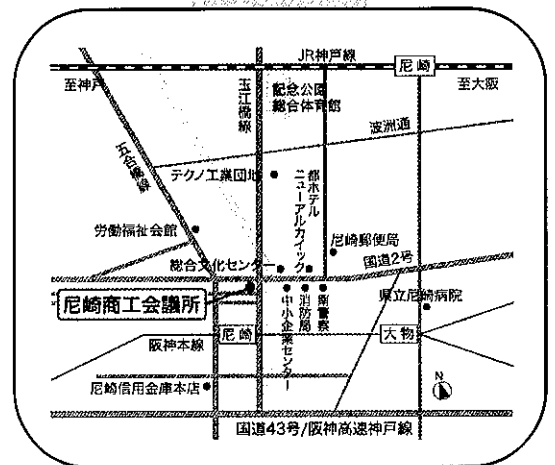 JR神戸線
尼崎
至神戸
至大阪
玉江橋線
記念公園
総合体育館
波洲通
五合橋線
テクノ工業団地
都ホテル
ニューアルカイック
労働福祉会館
尼崎郵便局
総合文化センター
国道2号
尼崎商工会議所
中小企業センター
消防局
南警察
県立尼崎病院
阪神本線
尼崎
大物
尼崎信用金庫本店
N
国道43号/阪神高速神戸線